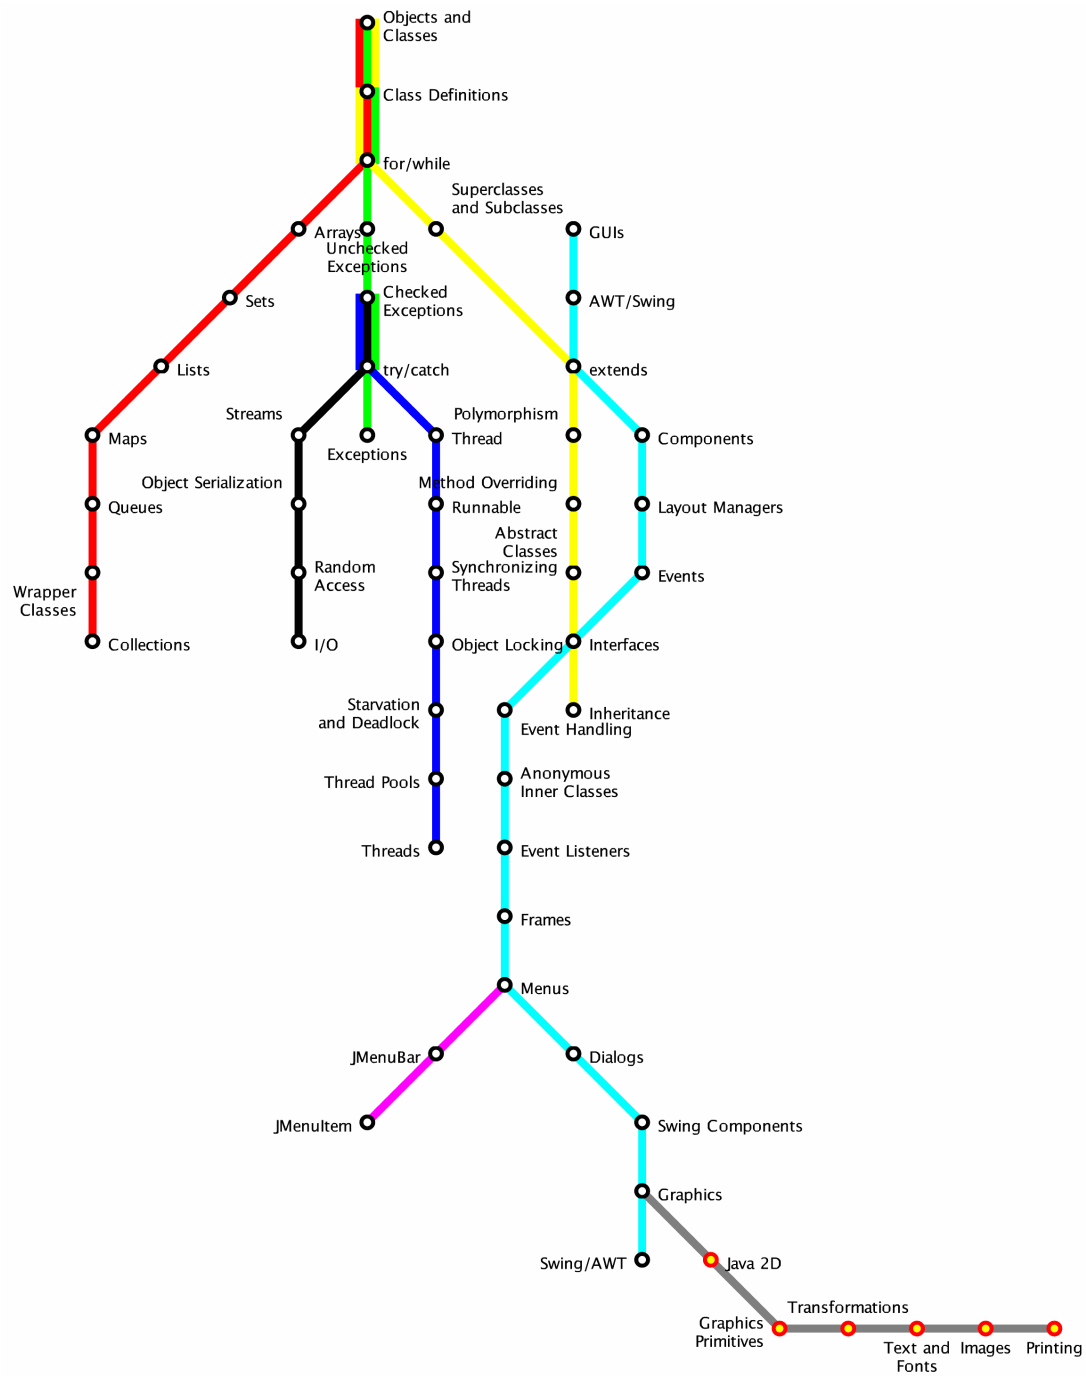 Objects and
Classes
Class Definitions
for/while
Superclasses
and Subclasses
Arrays
GUIs
Unchecked
Exceptions
Checked
Exceptions
Sets
AWT/Swing
Lists
try/catch
extends
Streams
Polymorphism
Maps
Thread
Components
Exceptions
Object Serialization
Method Overriding
Queues
Runnable
Layout Managers
Abstract
Classes
Random
Access
Synchronizing
Threads
Events
Wrapper
Classes
Collections
I/O
Object Locking
Interfaces
Starvation
and Deadlock
Inheritance
Event Handling
Anonymous
Inner Classes
Thread Pools
Threads
Event Listeners
Frames
Menus
JMenuBar
Dialogs
JMenuItem
Swing Components
Graphics
Swing/AWT
Java 2D
Transformations
Graphics
Primitives
Text and
Fonts
Images
Printing